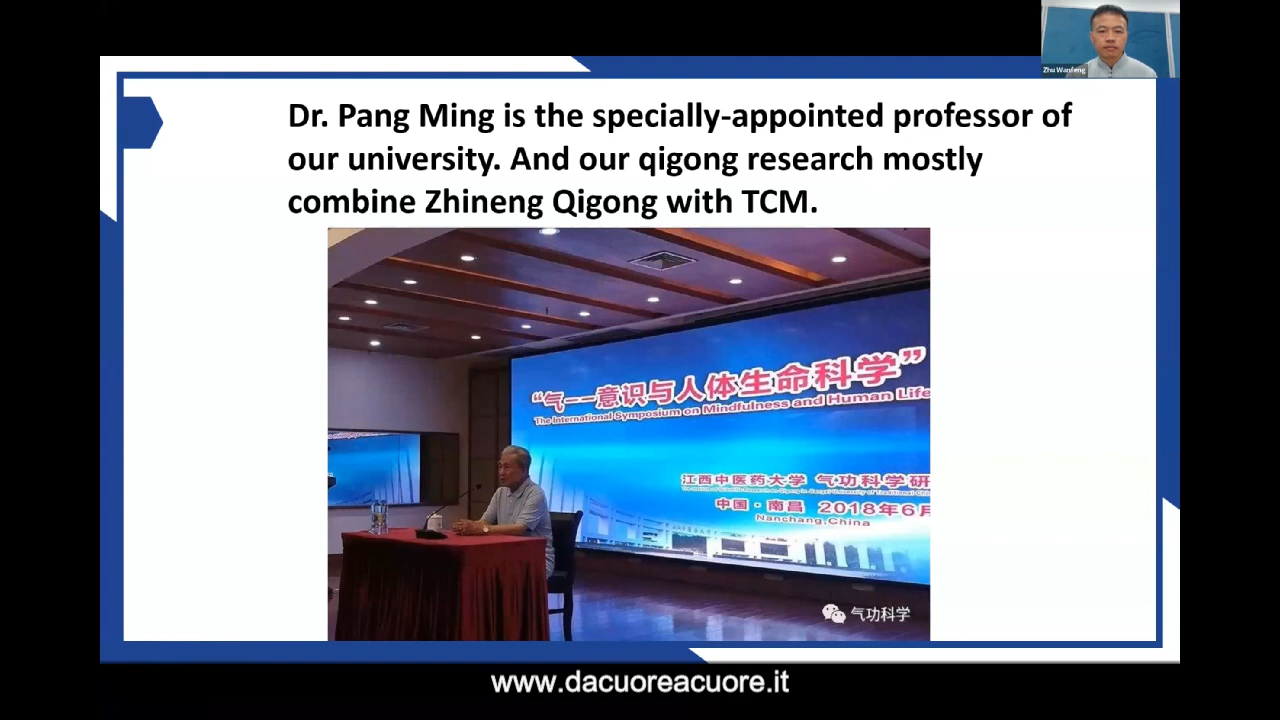 Zhu Wanfeng
Dr. Pang Ming is the specially-appointed professor of
our university. And our qigong research mostly
combine Zhineng Qigong with TCM.
“气——意识与人体生命科学”
The International Symposium on Mindfulness and Human Life
江西中医药大学 气功科学研
中国·南昌 2018年6月
Nanchang,China
气功科学
www.dacuoreacuore.it